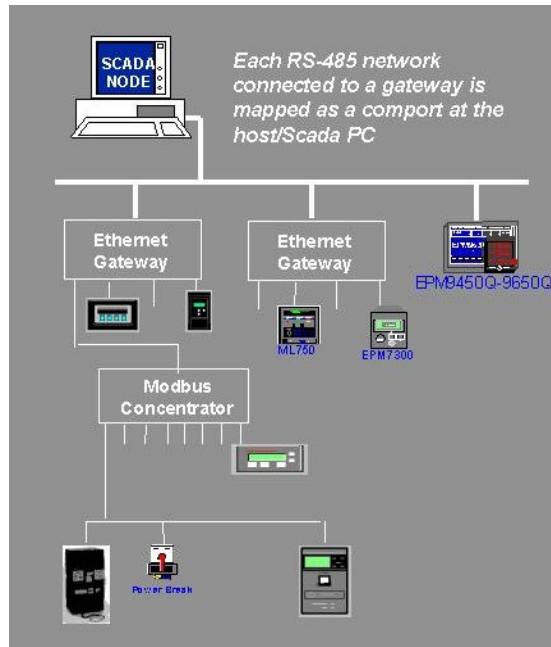 SCADA
NODE
Each RS-485 network
connected to a gateway is
mapped as a comport at the
host/Scada PC
Ethernet
Gateway
Ethernet
Gateway
EPM9450Q-9650Q
ML750
EPM7300
Modbus
Concentrator
Power Break